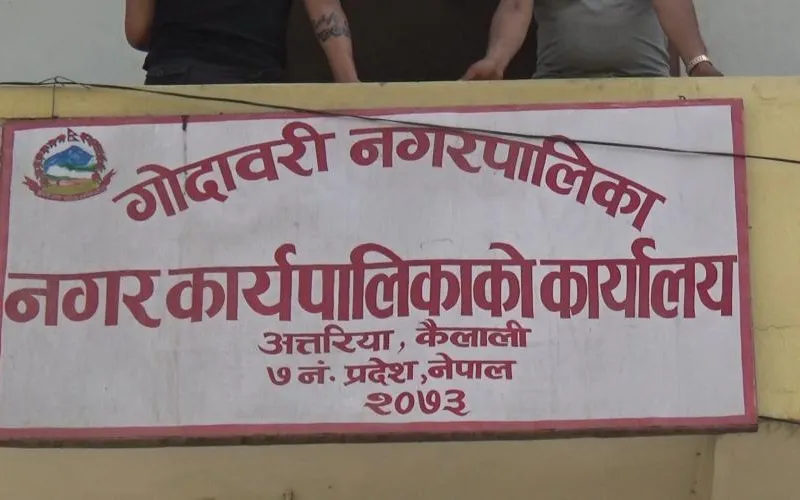 गोदावरी नगरपालिका
नगर कार्यपालिकाको कार्यालय
अत्तरिया, कैलाली
७ नं. प्रदेश, नेपाल
२०७३